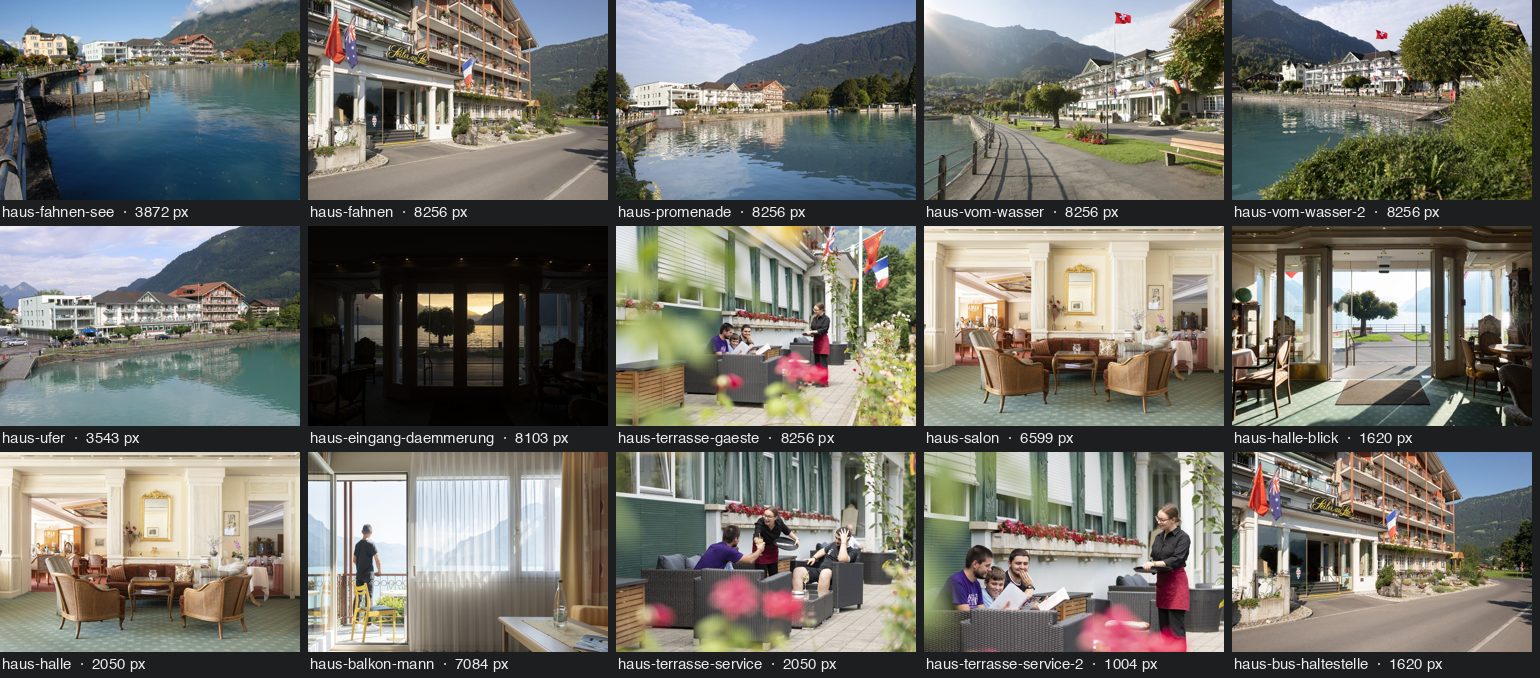 haus-fahnen-see · 3872 px
haus-fahnen · 8256 px
haus-promenade · 8256 px
haus-vom-wasser · 8256 px
haus-vom-wasser-2 · 8256 px
haus-ufer · 3543 px
haus-eingang-daemmerung · 8103 px
haus-terrasse-gaeste · 8256 px
haus-salon · 6599 px
haus-halle-blick · 1620 px
haus-halle · 2050 px
haus-balkon-mann · 7084 px
haus-terrasse-service · 2050 px
haus-terrasse-service-2 · 1004 px
haus-bus-haltestelle · 1620 px